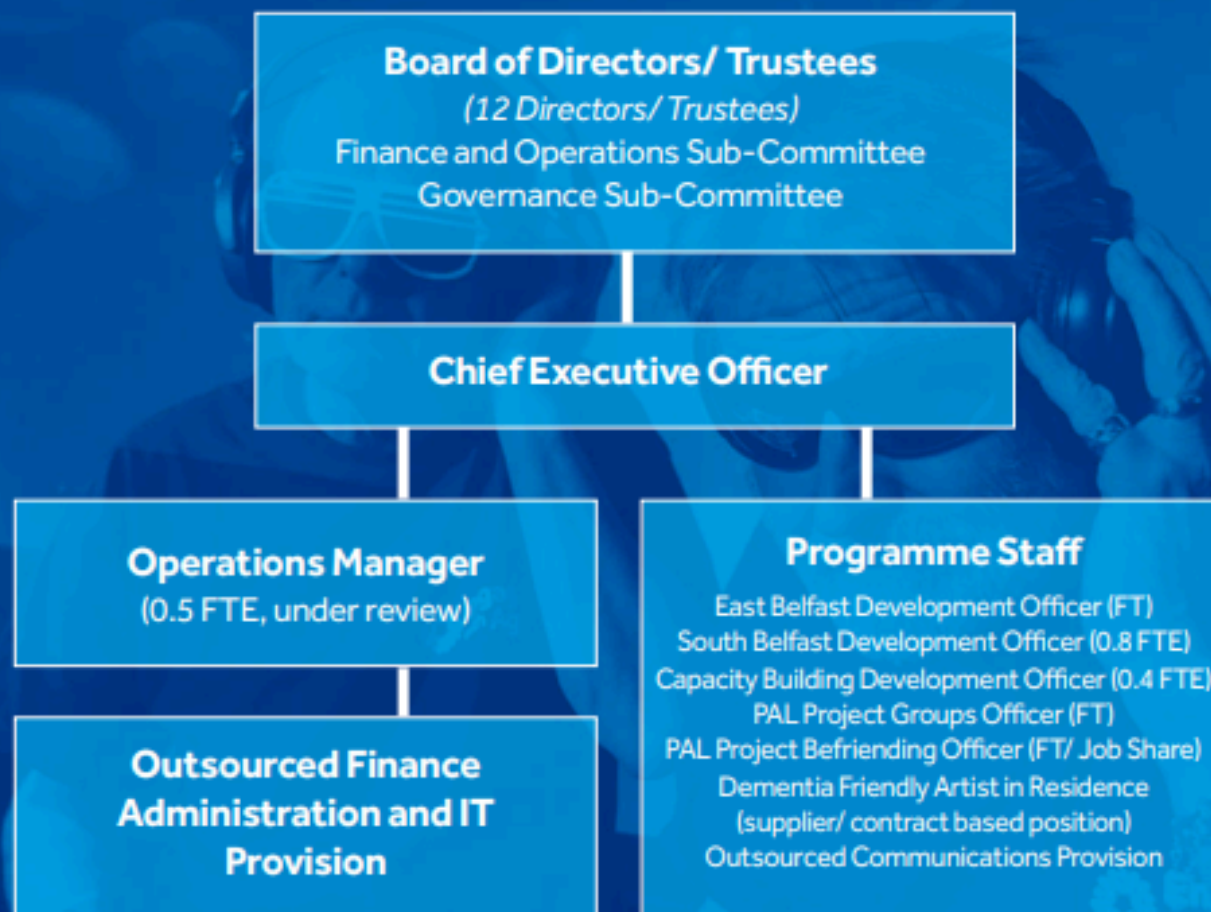 Board of Directors/ Trustees
(12 Directors/ Trustees)
Finance and Operations Sub-Committee
Governance Sub-Committee
Chief Executive Officer
Operations Manager
(0.5 FTE, under review)
Outsourced Finance
Administration and IT
Provision
Programme Staff
East Belfast Development Officer (FT)
South Belfast Development Officer (0.8 FTE)
Capacity Building Development Officer (0.4 FTE)
PAL Project Groups Officer (FT)
PAL Project Befriending Officer (FT/ Job Share)
Dementia Friendly Artist in Residence
(supplier/ contract based position)
Outsourced Communications Provision